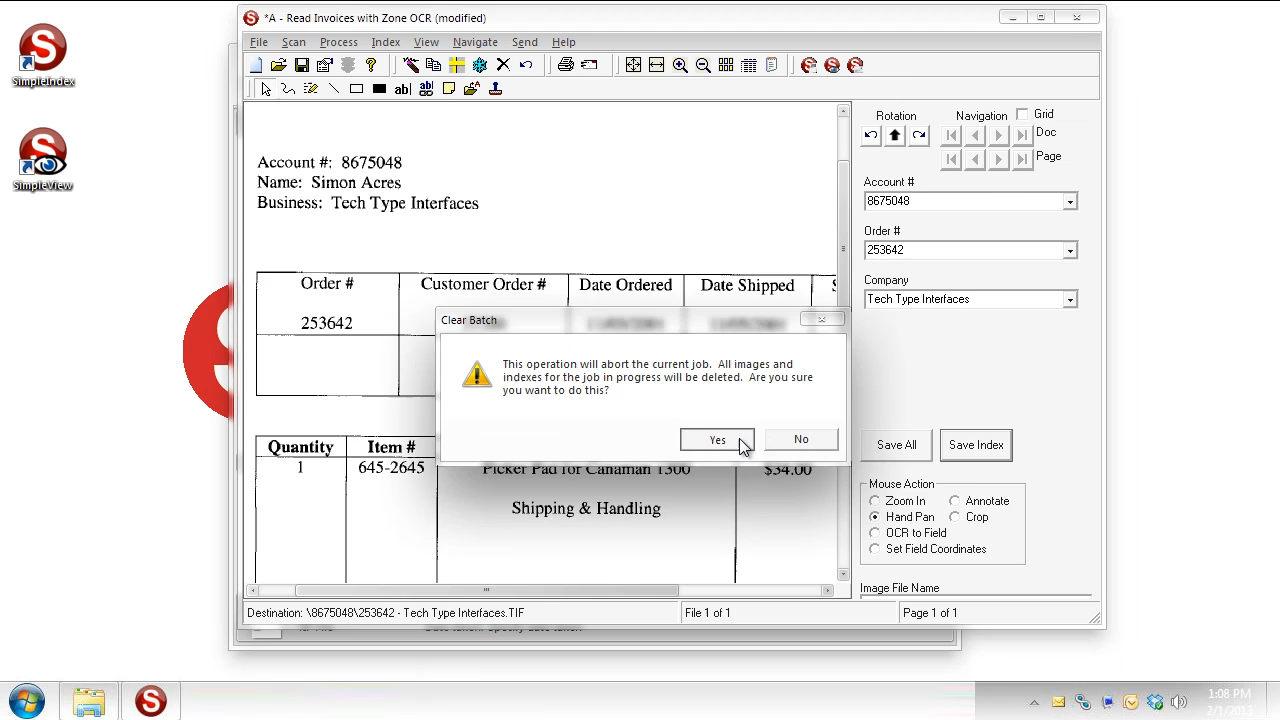 *A - Read Invoices with Zone OCR (modified)
File Scan Process Index View Navigate Send Help
SimpleIndex
SimpleView
Account #: 8675048
Name: Simon Acres
Business: Tech Type Interfaces
Order # Customer Order # Date Ordered Date Shipped
253642
Rotation Navigation Grid
Doc
Page
Account #
8675048
Order #
253642
Company
Tech Type Interfaces
Clear Batch
This operation will abort the current job. All images and
indexes for the job in progress will be deleted. Are you sure
you want to do this?
Yes No
Quantity Item #
1 645-2645 Picker Pad for Canaman 1300 $34.00
Shipping & Handling
Save All Save Index
Mouse Action
Zoom In Annotate
Hand Pan Crop
OCR to Field
Set Field Coordinates
Image File Name
Destination: \8675048\253642 - Tech Type Interfaces.TIF File 1 of 1 Page 1 of 1
1:08 PM
2/1/2013